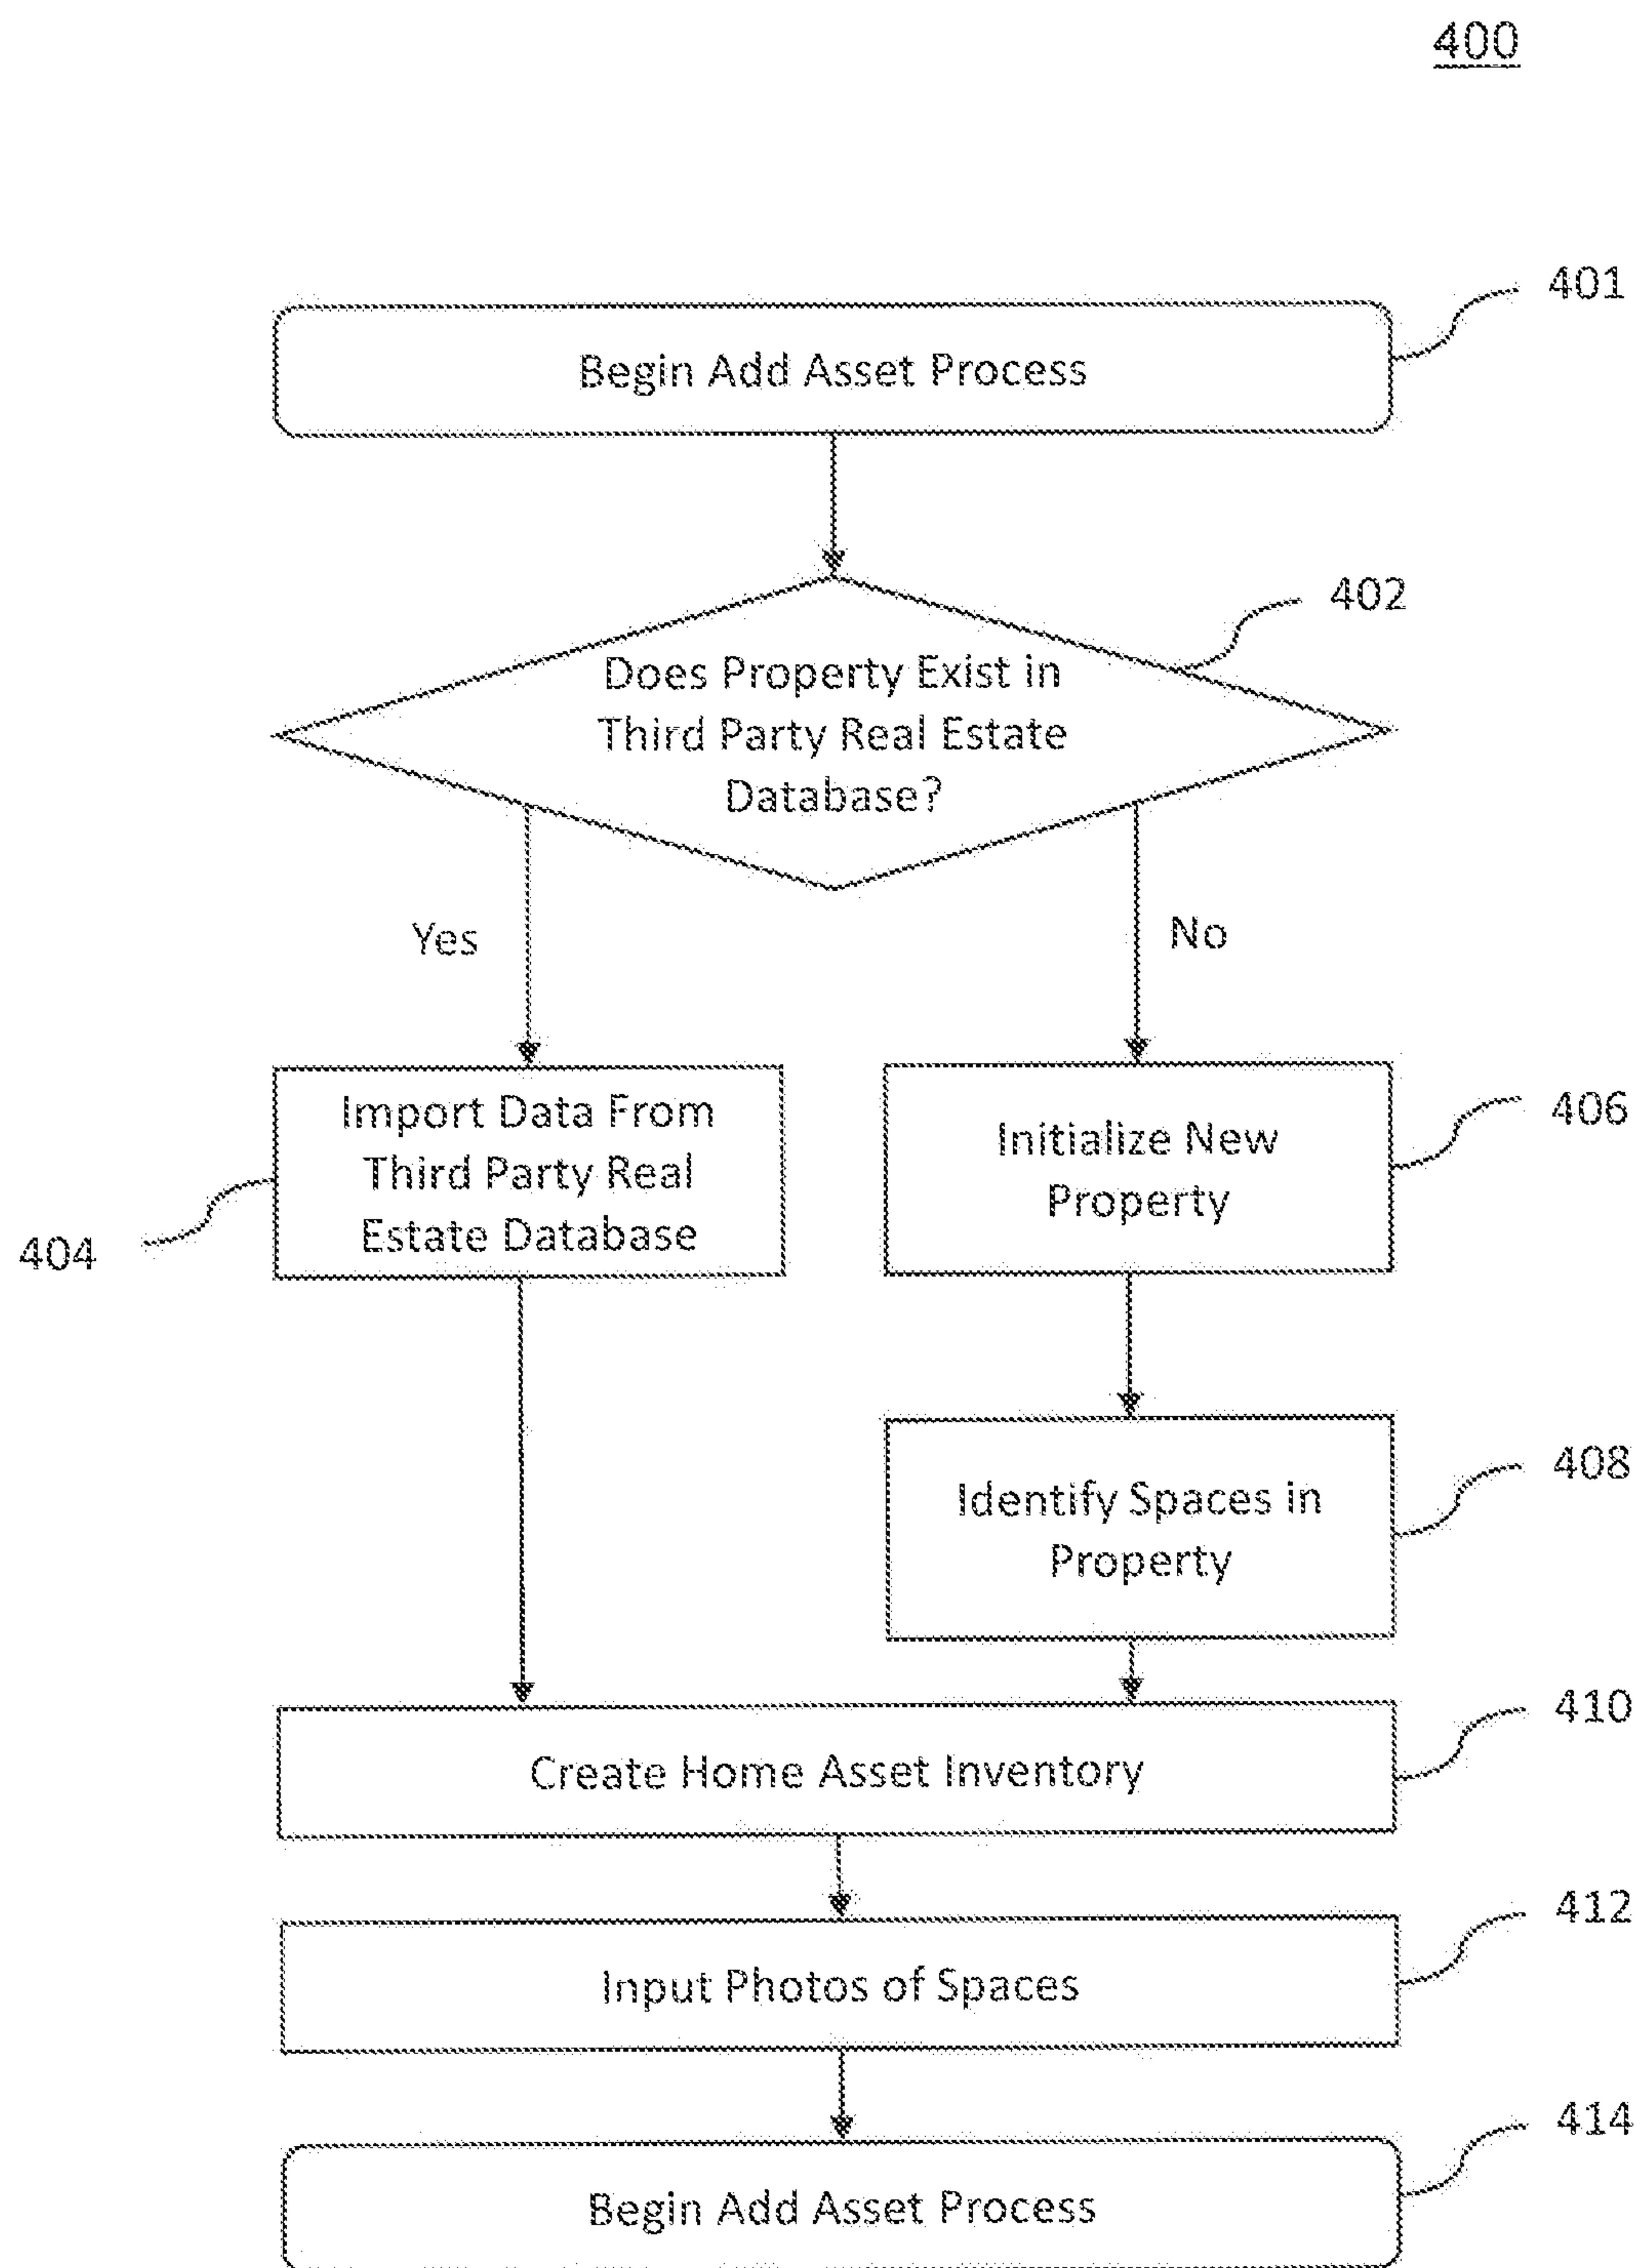 400
401
Begin Add Asset Process
402
Does Property Exist in
Third Party Real Estate
Database?
Yes
No
Import Data From
Third Party Real
Estate Database
404
Initialize New
Property
406
Identify Spaces in
Property
408
Create Home Asset Inventory
410
Input Photos of Spaces
412
Begin Add Asset Process
414